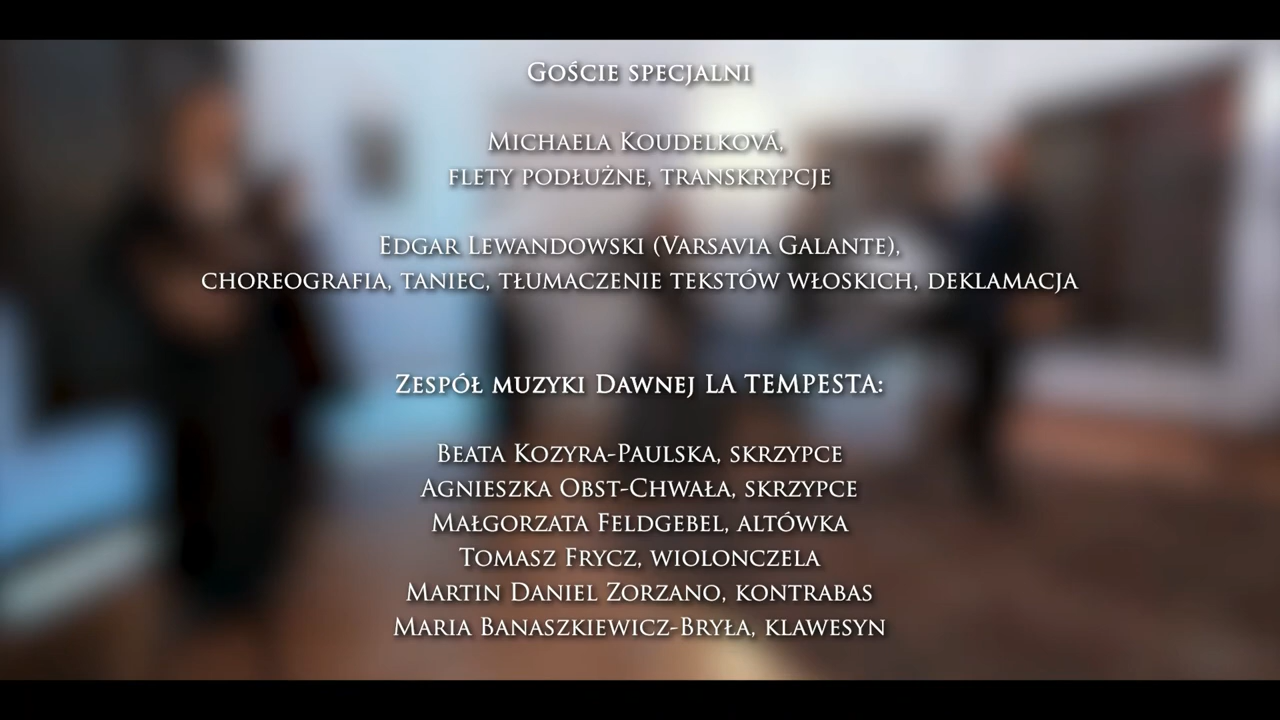 Goście specjalni
Michaela Koudelková,
flety podłużne, transkrypcje
Edgar Lewandowski (Varsavia Galante),
choreografia, taniec, tłumaczenie tekstów włoskich, deklamacja
Zespół muzyki Dawnej LA TEMPESTA:
Beata Kozyra-Paulska, skrzypce
Agnieszka Obst-Chwała, skrzypce
Małgorzata Feldgebel, altówka
Tomasz Frycz, wiolonczela
Martin Daniel Zorzano, kontrabas
Maria Banaszkiewicz-Bryła, klawesyn